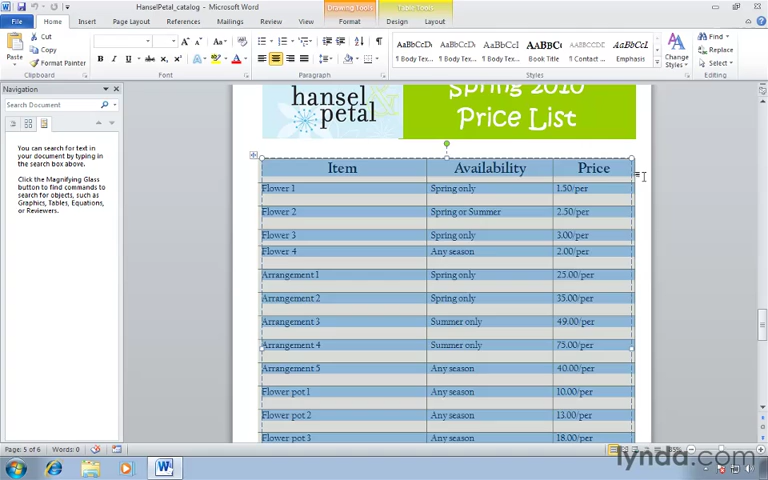 HanselPetal_catalog - Microsoft Word
Drawing Tools
Table Tools
File
Home
Insert
Page Layout
References
Mailings
Review
View
Format
Design
Layout
Paste
Cut
Copy
Format Painter
Clipboard
Font
Paragraph
Styles
AaBbCcDc
¶ Body Tex...
AaBbCcDc
¶ Body Tex...
AaBbCcI
¶ Body Tex...
AaBbCc
Book Title
AABBCCDE
¶ Contact ...
AaBbCcI
Emphasis
Change
Styles
Find
Replace
Select
Editing
Navigation
Search Document
You can search for text in
your document by typing in
the search box above.
Click the Magnifying Glass
button to find commands to
search for objects, such as
Graphics, Tables, Equations,
or Reviewers.
hansel
petal
Spring 2010
Price List
Item Availability Price
Flower 1 Spring only 1.50/per
Flower 2 Spring or Summer 2.50/per
Flower 3 Spring only 3.00/per
Flower 4 Any season 2.00/per
Arrangement 1 Spring only 25.00/per
Arrangement 2 Spring only 35.00/per
Arrangement 3 Summer only 49.00/per
Arrangement 4 Summer only 75.00/per
Arrangement 5 Any season 40.00/per
Flower pot 1 Any season 10.00/per
Flower pot 2 Any season 13.00/per
Flower pot 3 Any season 18.00/per
Page: 5 of 6
Words: 0
lynda.com